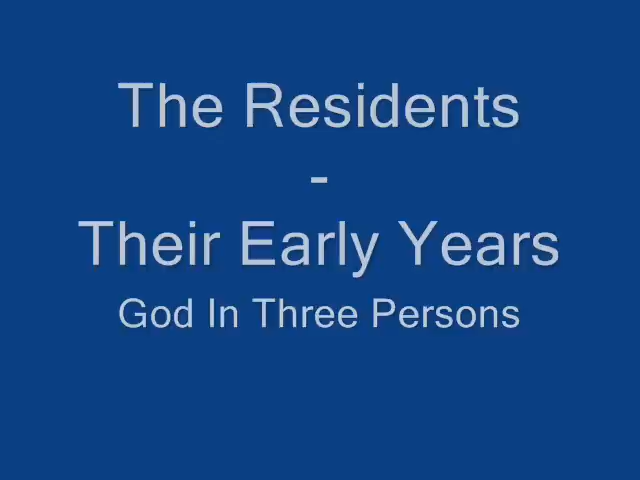 The Residents
-
Their Early Years
God In Three Persons